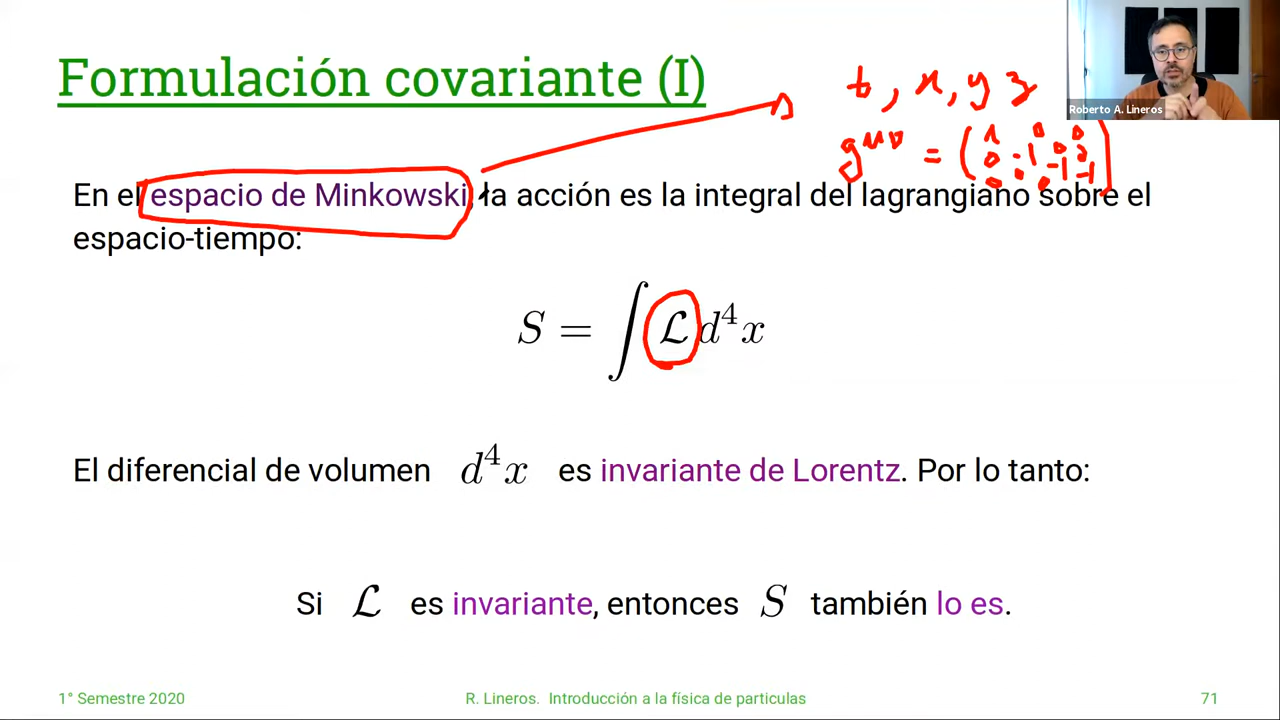 Formulación covariante (I)
t, x, y z
Roberto A. Lineros
g^{μν} = (
En el espacio de Minkowski, la acción es la integral del lagrangiano sobre el
espacio-tiempo:
S = ∫ ℒ d⁴x
El diferencial de volumen d⁴x es invariante de Lorentz. Por lo tanto:
Si ℒ es invariante, entonces S también lo es.
1° Semestre 2020
R. Lineros. Introducción a la física de particulas
71